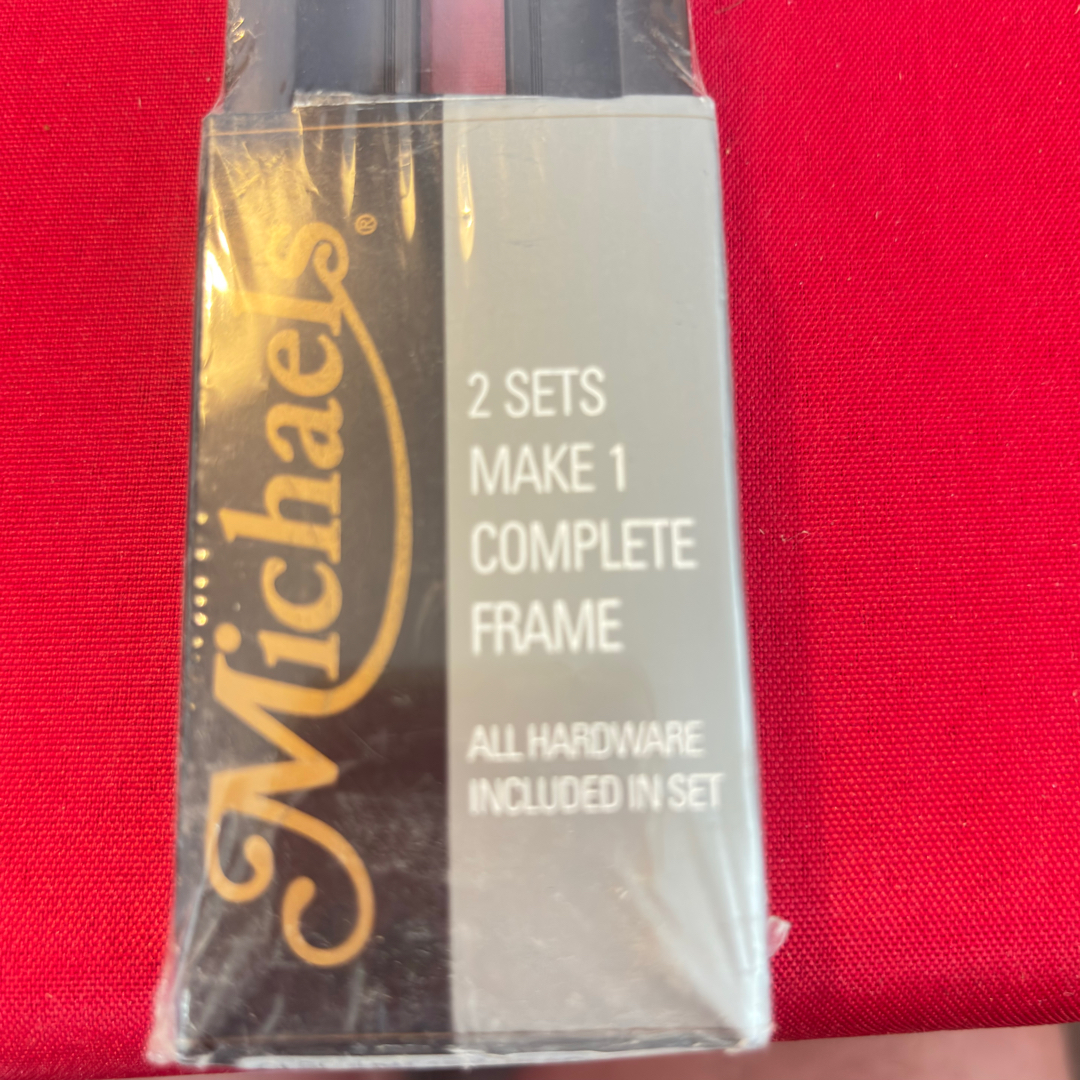 Michaels®
2 SETS
MAKE 1
COMPLETE
FRAME
ALL HARDWARE
INCLUDED IN SET